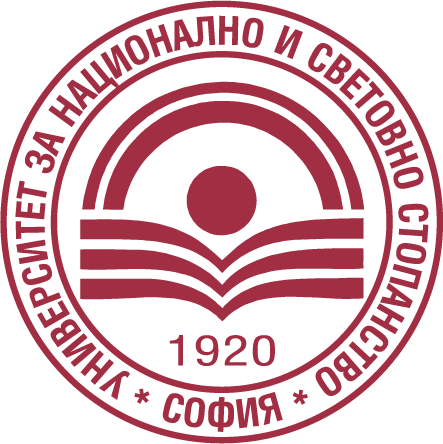 УНИВЕРСИТЕТ ЗА НАЦИОНАЛНО И СВЕТОВНО СТОПАНСТВО
* СОФИЯ *
1920